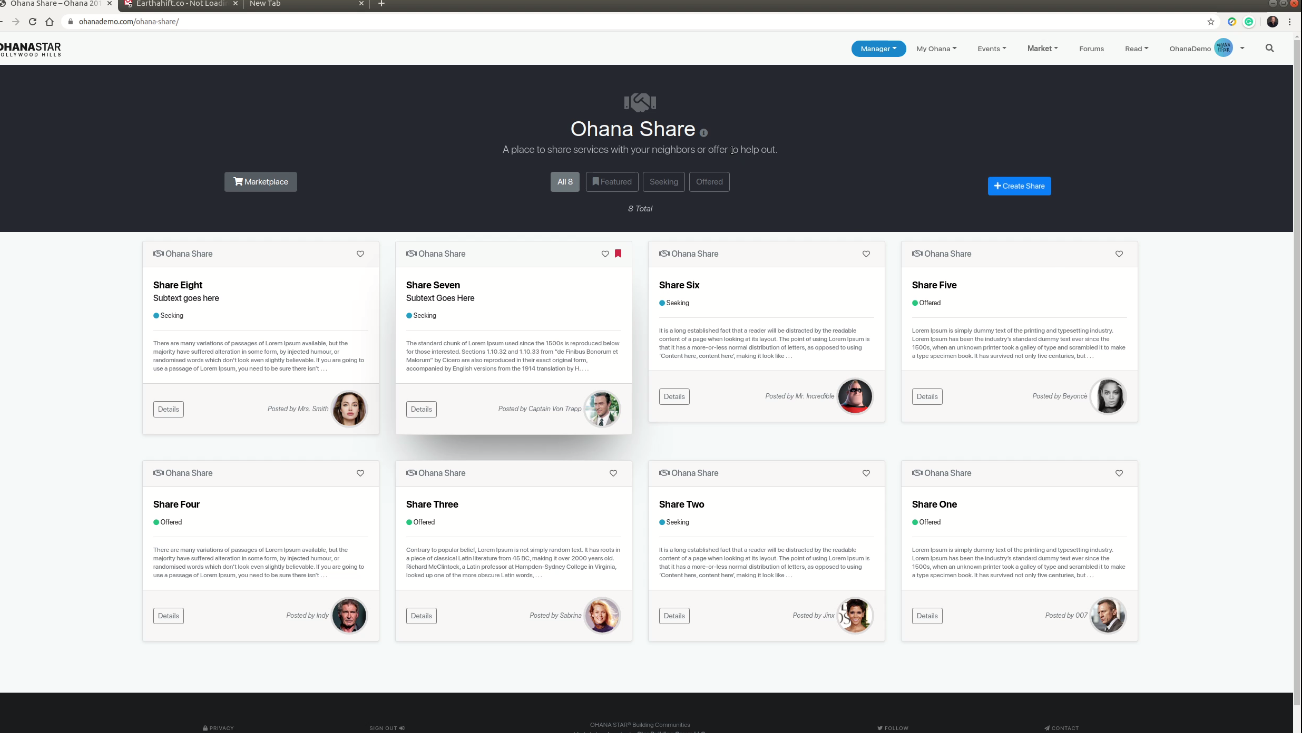 Ohana Share – Ohana 201
Earthahift.co - Not Loadi
New Tab
ohanademo.com/ohana-share/
OHANASTAR
HOLLYWOOD HILLS
Manager
My Ohana
Events
Market
Forums
Read
OhanaDemo
Ohana Share
A place to share services with your neighbors or offer to help out.
Marketplace
All 8
Featured
Seeking
Offered
Create Share
8 Total
Ohana Share
Share Eight
Subtext goes here
Seeking
There are many variations of passages of Lorem Ipsum available, but the
majority have suffered alteration in some form, by injected humour, or
randomised words which don't look even slightly believable. If you are going to
use a passage of Lorem Ipsum, you need to be sure there isn't . . .
Details
Posted by Mrs. Smith
Ohana Share
Share Seven
Subtext Goes Here
Seeking
The standard chunk of Lorem Ipsum used since the 1500s is reproduced below
for those interested. Sections 1.10.32 and 1.10.33 from "de Finibus Bonorum et
Malorum" by Cicero are also reproduced in their exact original form,
accompanied by English versions from the 1914 translation by H. . . .
Details
Posted by Captain Von Trapp
Ohana Share
Share Six
Seeking
It is a long established fact that a reader will be distracted by the readable
content of a page when looking at its layout. The point of using Lorem Ipsum is
that it has a more-or-less normal distribution of letters, as opposed to using
'Content here, content here', making it look like . . .
Details
Posted by Mr. Incredible
Ohana Share
Share Five
Offered
Lorem Ipsum is simply dummy text of the printing and typesetting industry.
Lorem Ipsum has been the industry's standard dummy text ever since the
1500s, when an unknown printer took a galley of type and scrambled it to make
a type specimen book. It has survived not only five centuries, but . . .
Details
Posted by Beyoncé
Ohana Share
Share Four
Offered
There are many variations of passages of Lorem Ipsum available, but the
majority have suffered alteration in some form, by injected humour, or
randomised words which don't look even slightly believable. If you are going to
use a passage of Lorem Ipsum, you need to be sure there isn't . . .
Details
Posted by Indy
Ohana Share
Share Three
Offered
Contrary to popular belief, Lorem Ipsum is not simply random text. It has roots in
a piece of classical Latin literature from 45 BC, making it over 2000 years old.
Richard McClintock, a Latin professor at Hampden-Sydney College in Virginia,
looked up one of the more obscure Latin words, . . .
Details
Posted by Sabrina
Ohana Share
Share Two
Seeking
It is a long established fact that a reader will be distracted by the readable
content of a page when looking at its layout. The point of using Lorem Ipsum is
that it has a more-or-less normal distribution of letters, as opposed to using
'Content here, content here', making it look like . . .
Details
Posted by Jinx
Ohana Share
Share One
Offered
Lorem Ipsum is simply dummy text of the printing and typesetting industry.
Lorem Ipsum has been the industry's standard dummy text ever since the
1500s, when an unknown printer took a galley of type and scrambled it to make
a type specimen book. It has survived not only five centuries, but . . .
Details
Posted by 007
PRIVACY
SIGN OUT
OHANA STAR® Building Communities
FOLLOW
CONTACT